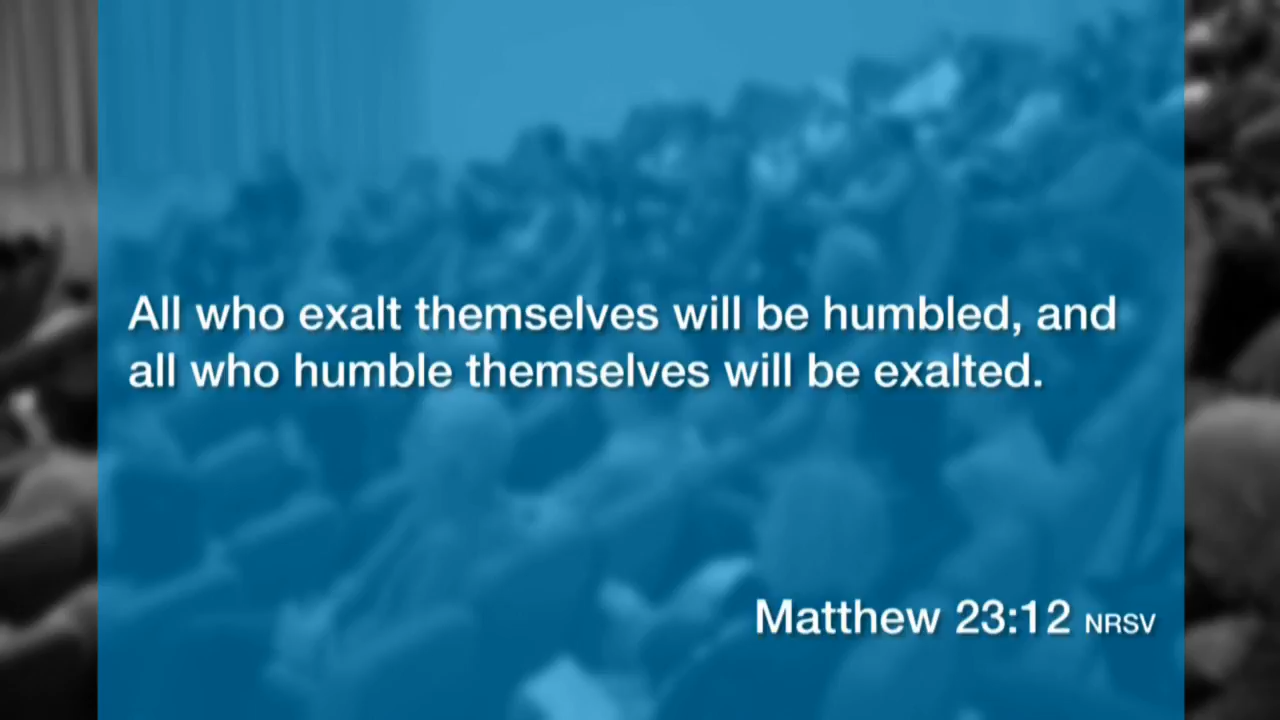 All who exalt themselves will be humbled, and
all who humble themselves will be exalted.
Matthew 23:12 NRSV